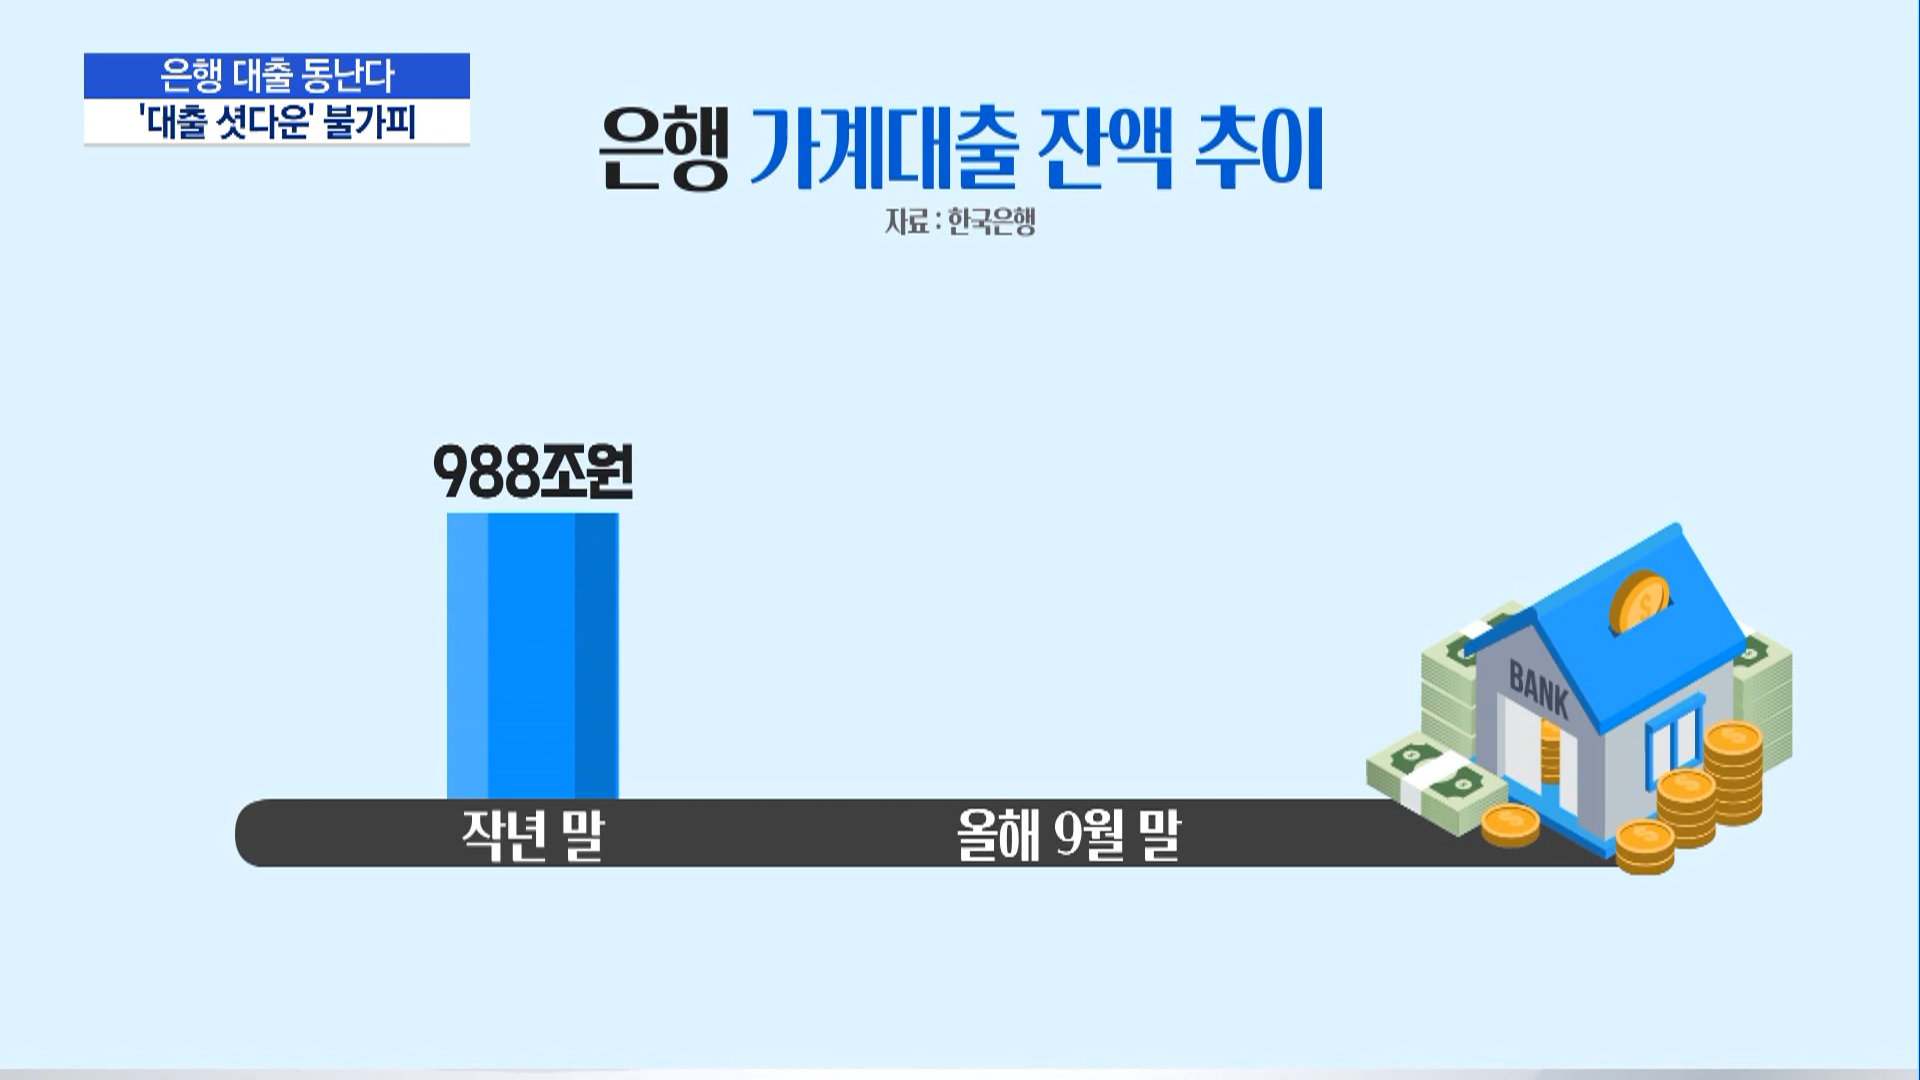 은행 대출 동난다
'대출 셧다운' 불가피
은행 가계대출 잔액 추이
자료 : 한국은행
988조원
작년 말
올해 9월 말
BANK